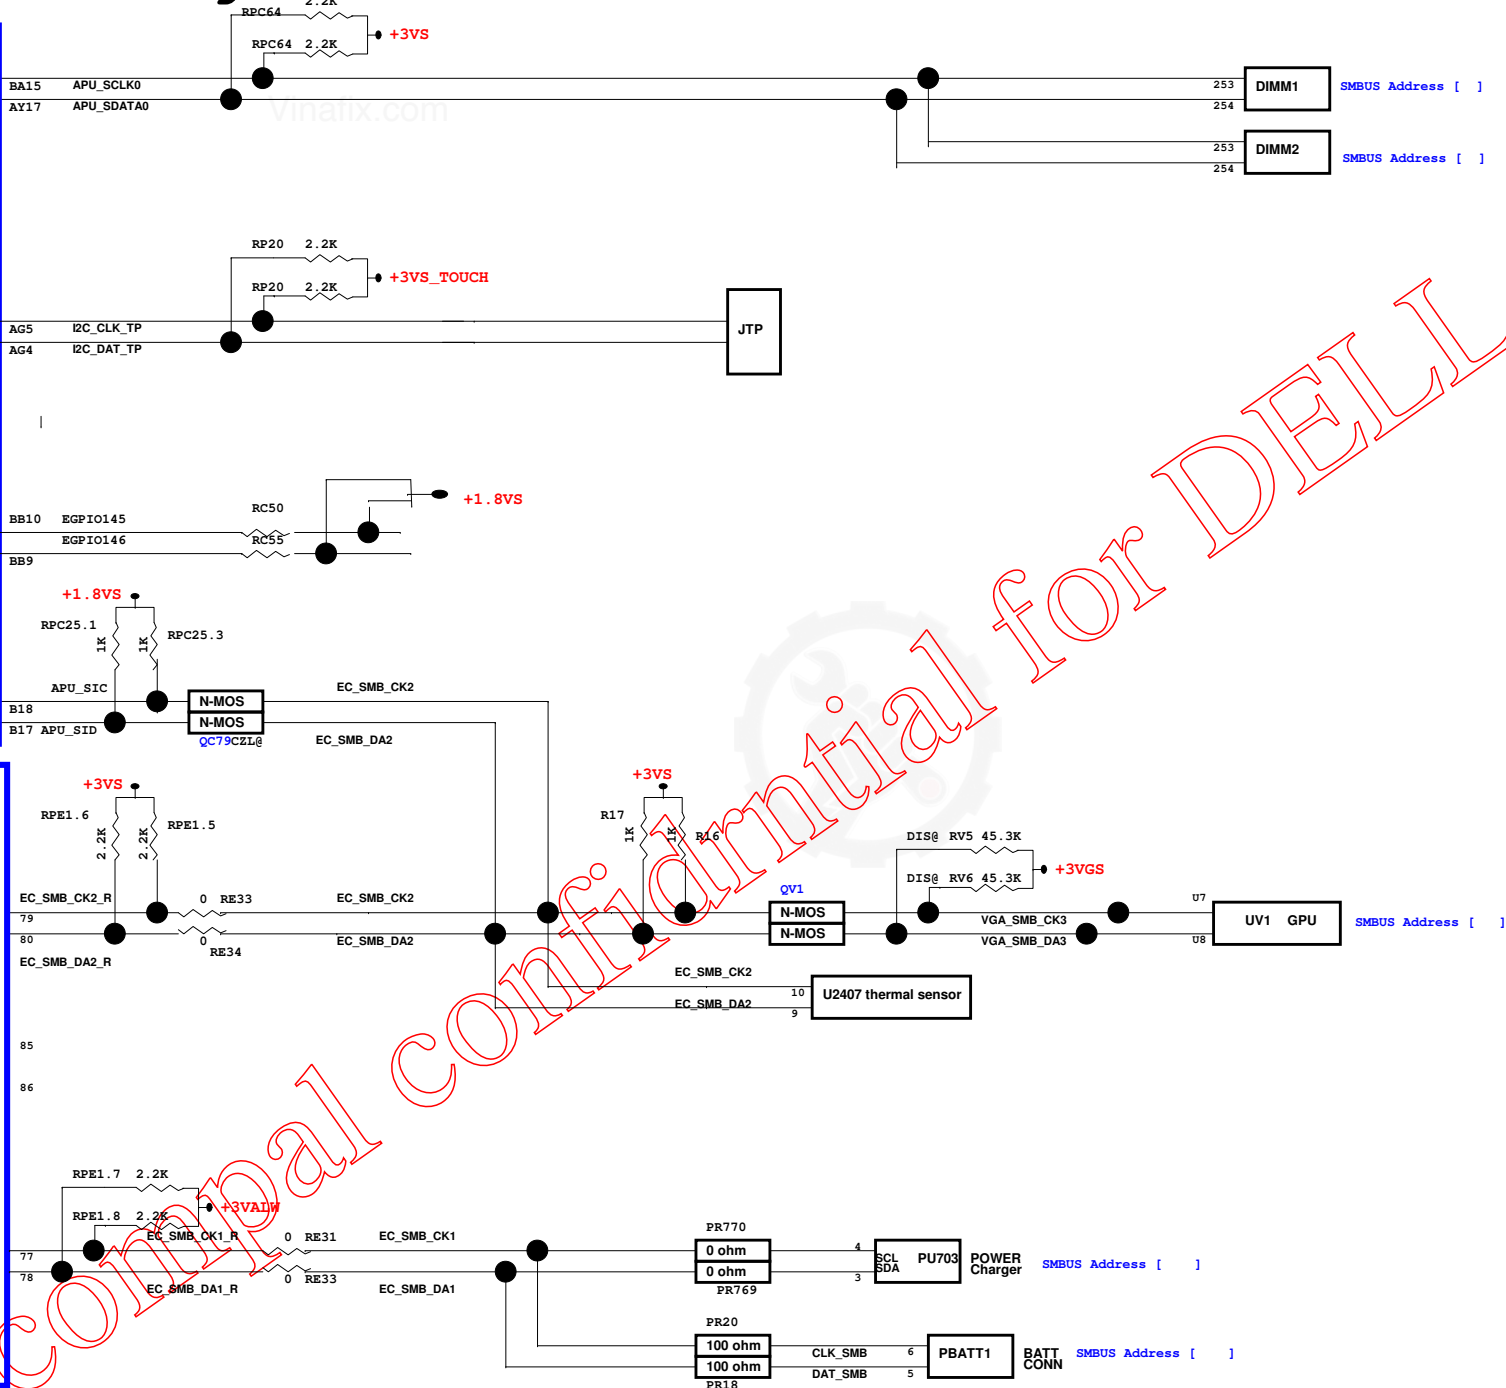 RPC64 2.2K
RPC64 2.2K
+3VS
BA15 APU_SCLK0
AY17 APU_SDATA0
Vinafix.com
253
254
DIMM1
SMBUS Address [ ]
253
254
DIMM2
SMBUS Address [ ]
RP20 2.2K
RP20 2.2K
+3VS_TOUCH
AG5 I2C_CLK_TP
AG4 I2C_DAT_TP
JTP
+1.8VS
BB10 EGPIO145
RC50
EGPIO146
RC55
BB9
+1.8VS
RPC25.1
1K
1K
RPC25.3
APU_SIC
B18
B17 APU_SID
N-MOS
N-MOS
QC79CZL@
EC_SMB_CK2
EC_SMB_DA2
+3VS
RPE1.6
2.2K
2.2K
RPE1.5
EC_SMB_CK2_R
79
80
EC_SMB_DA2_R
0 RE33
0
RE34
EC_SMB_CK2
EC_SMB_DA2
+3VS
R17
1K
1K
R16
QV1
N-MOS
N-MOS
DIS@ RV5 45.3K
DIS@ RV6 45.3K
+3VGS
VGA_SMB_CK3
VGA_SMB_DA3
U7
U8
UV1 GPU
SMBUS Address [ ]
EC_SMB_CK2
EC_SMB_DA2
10
9
U2407 thermal sensor
85
86
RPE1.7 2.2K
RPE1.8 2.2K
+3VALW
EC_SMB_CK1_R
77
78
EC_SMB_DA1_R
0 RE31
0 RE33
EC_SMB_CK1
EC_SMB_DA1
PR770
0 ohm
0 ohm
PR769
4
3
SCL
SDA
PU703
POWER
Charger
SMBUS Address [ ]
PR20
100 ohm
100 ohm
PR18
CLK_SMB
DAT_SMB
6
5
PBATT1
BATT
CONN
SMBUS Address [ ]
compal confidrntial for DELL